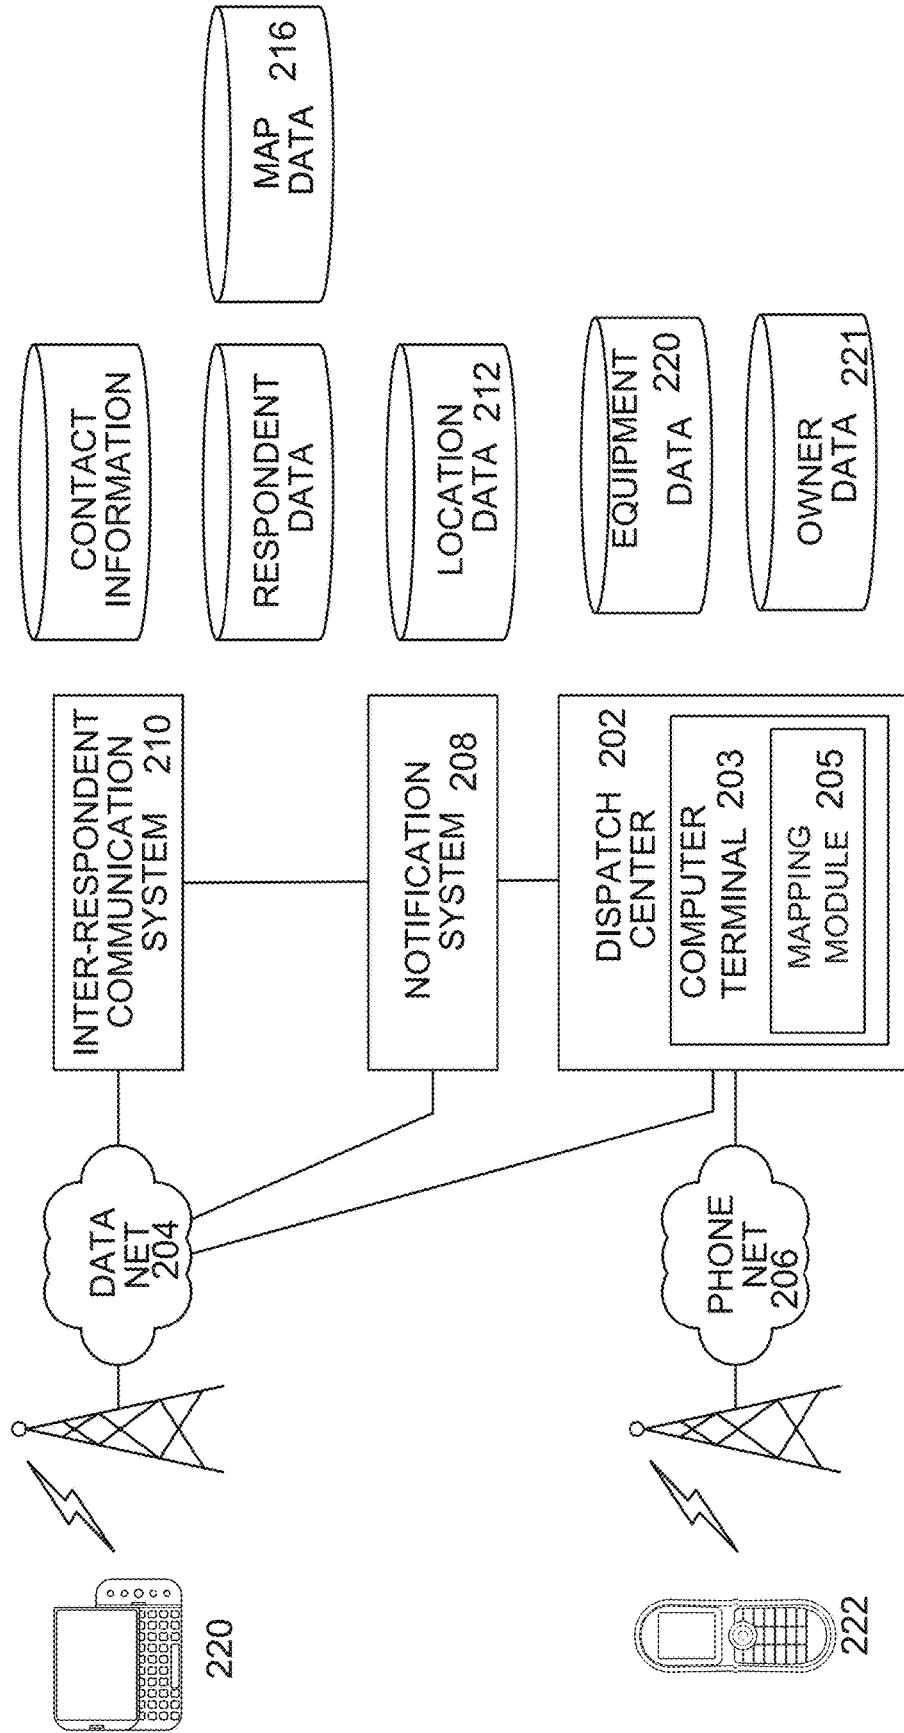 220
222
DATA
NET
204
PHONE
NET
206
INTER-RESPONDENT
COMMUNICATION
SYSTEM 210
NOTIFICATION
SYSTEM 208
DISPATCH 202
CENTER
COMPUTER
TERMINAL 203
MAPPING
MODULE 205
CONTACT
INFORMATION
RESPONDENT
DATA
LOCATION
DATA 212
EQUIPMENT
DATA 220
OWNER
DATA 221
MAP
DATA 216